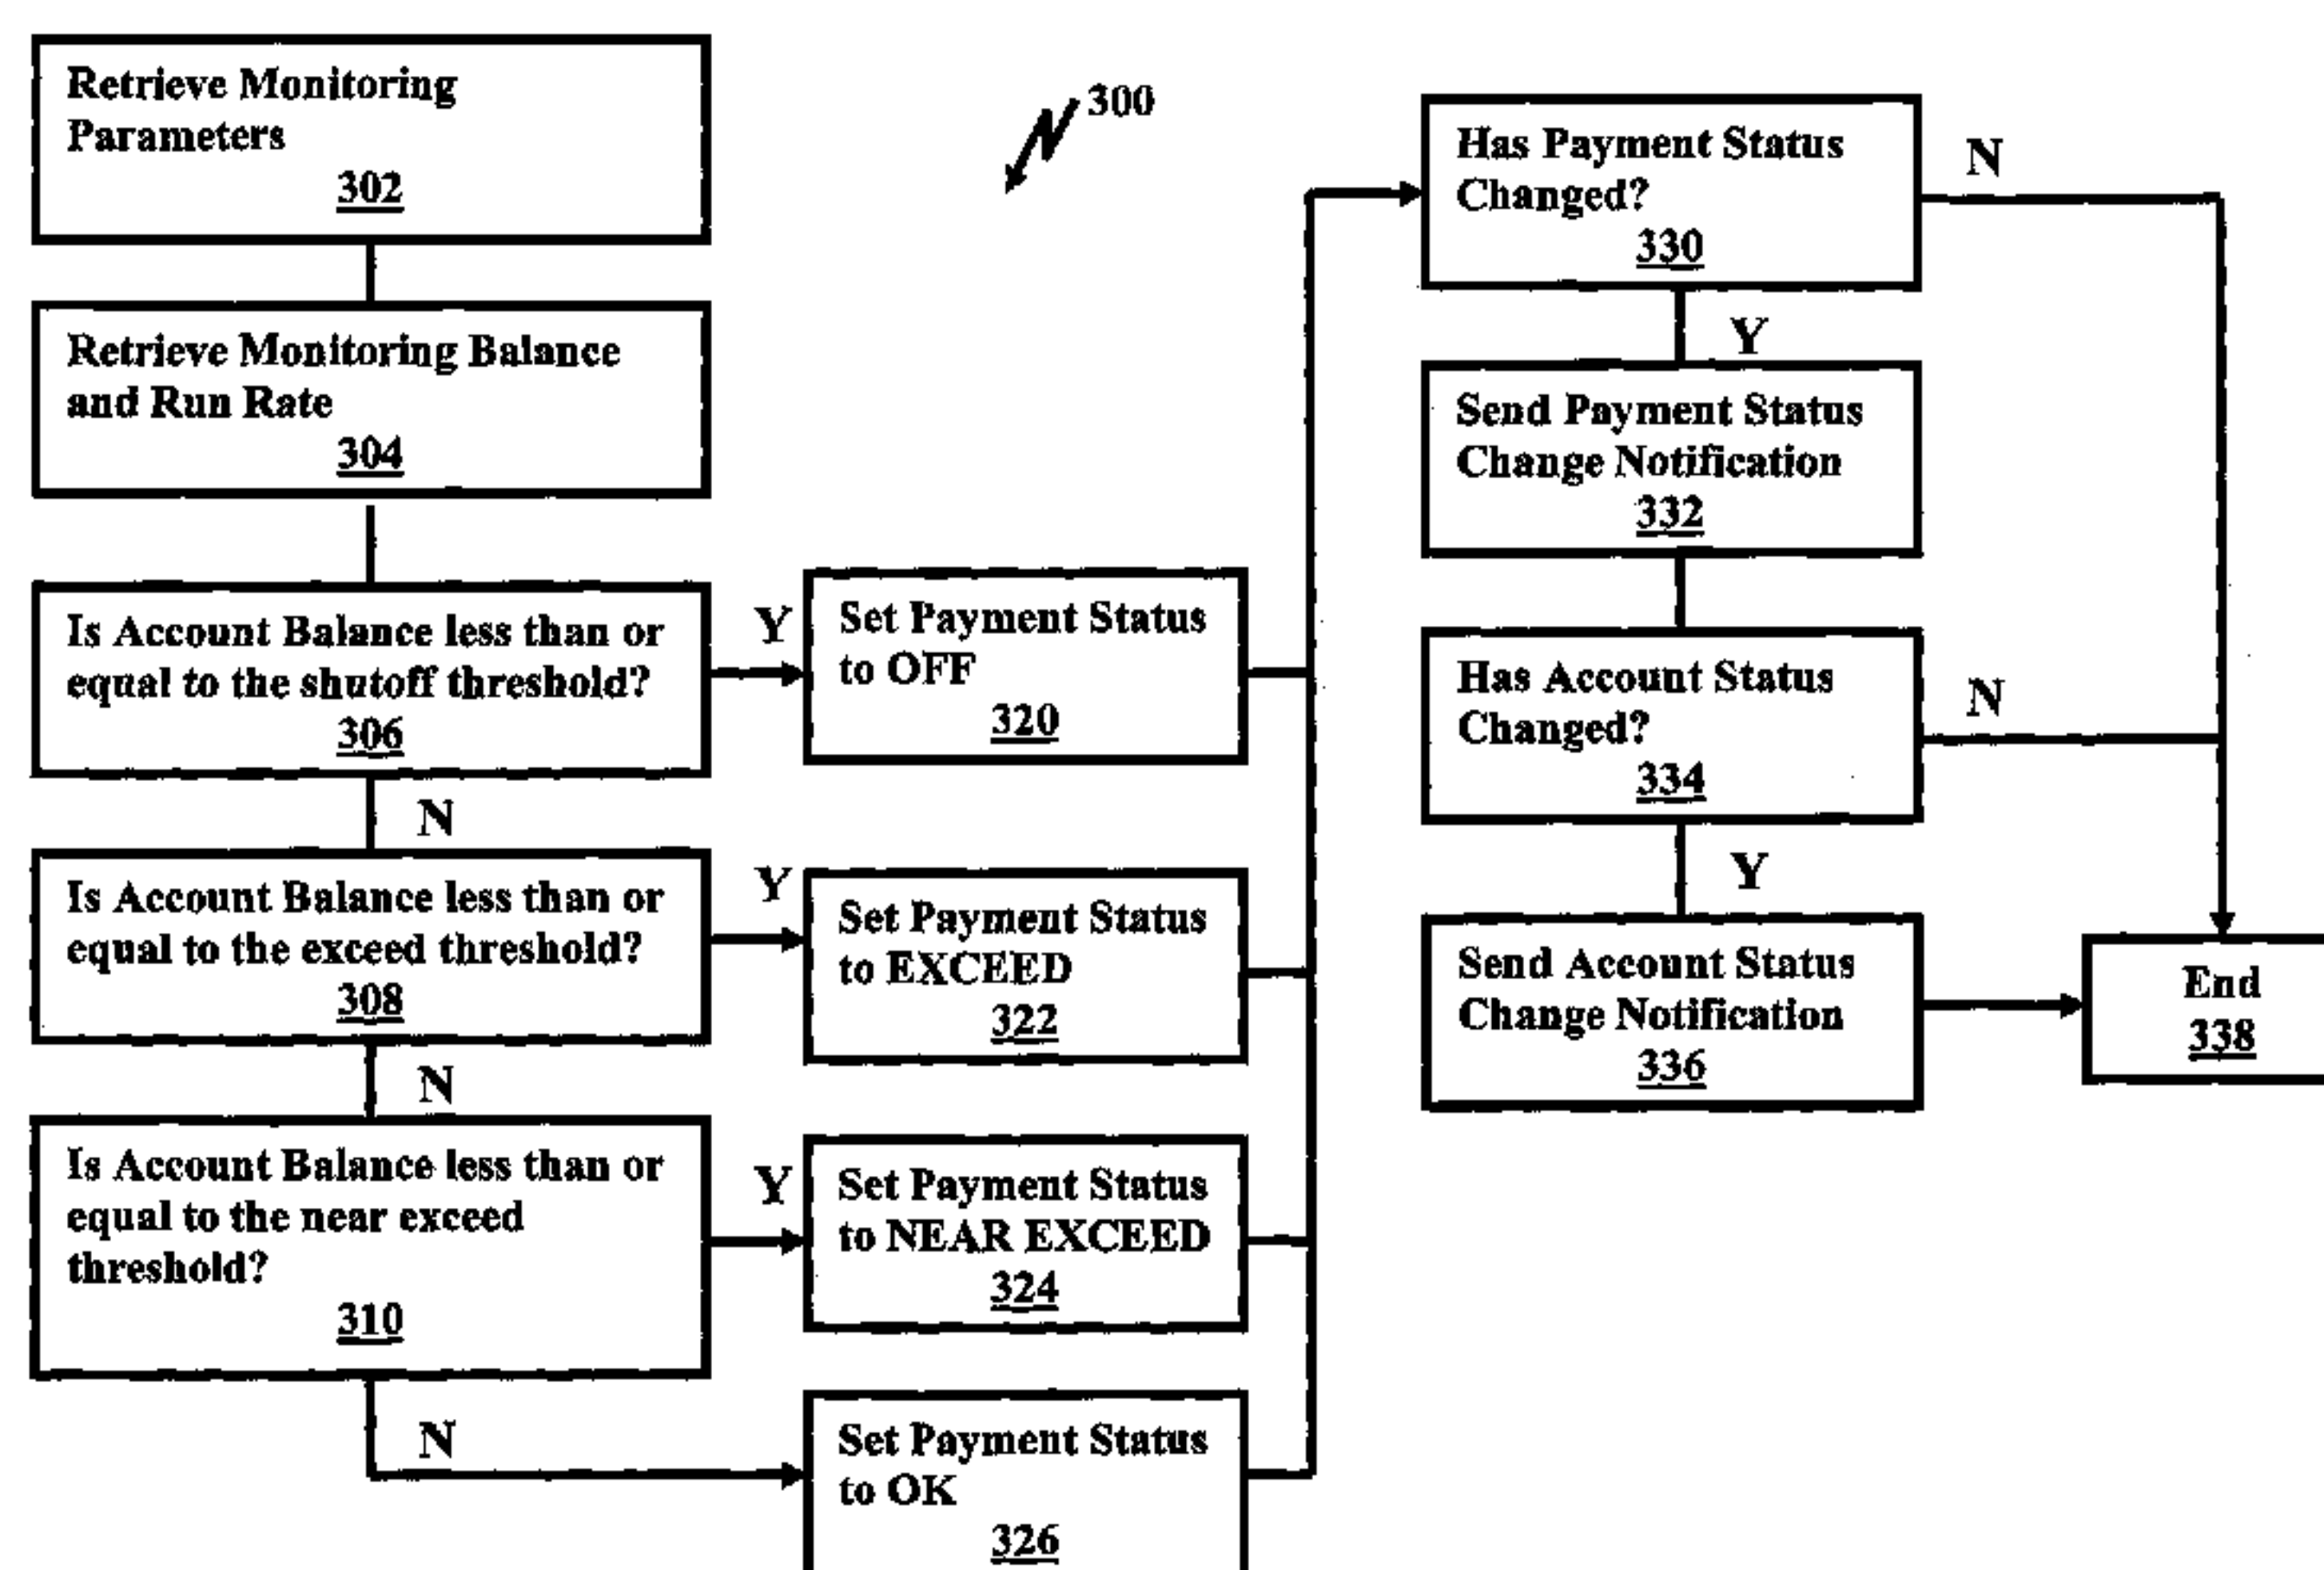 Retrieve Monitoring
Parameters
302
Retrieve Monitoring Balance
and Run Rate
304
Is Account Balance less than or
equal to the shutoff threshold?
306
Y
N
Is Account Balance less than or
equal to the exceed threshold?
308
Y
N
Is Account Balance less than or
equal to the near exceed
threshold?
310
Y
N
Set Payment Status
to OFF
320
Set Payment Status
to EXCEED
322
Set Payment Status
to NEAR EXCEED
324
Set Payment Status
to OK
326
300
Has Payment Status
Changed?
330
N
Y
Send Payment Status
Change Notification
332
Has Account Status
Changed?
334
N
Y
Send Account Status
Change Notification
336
End
338